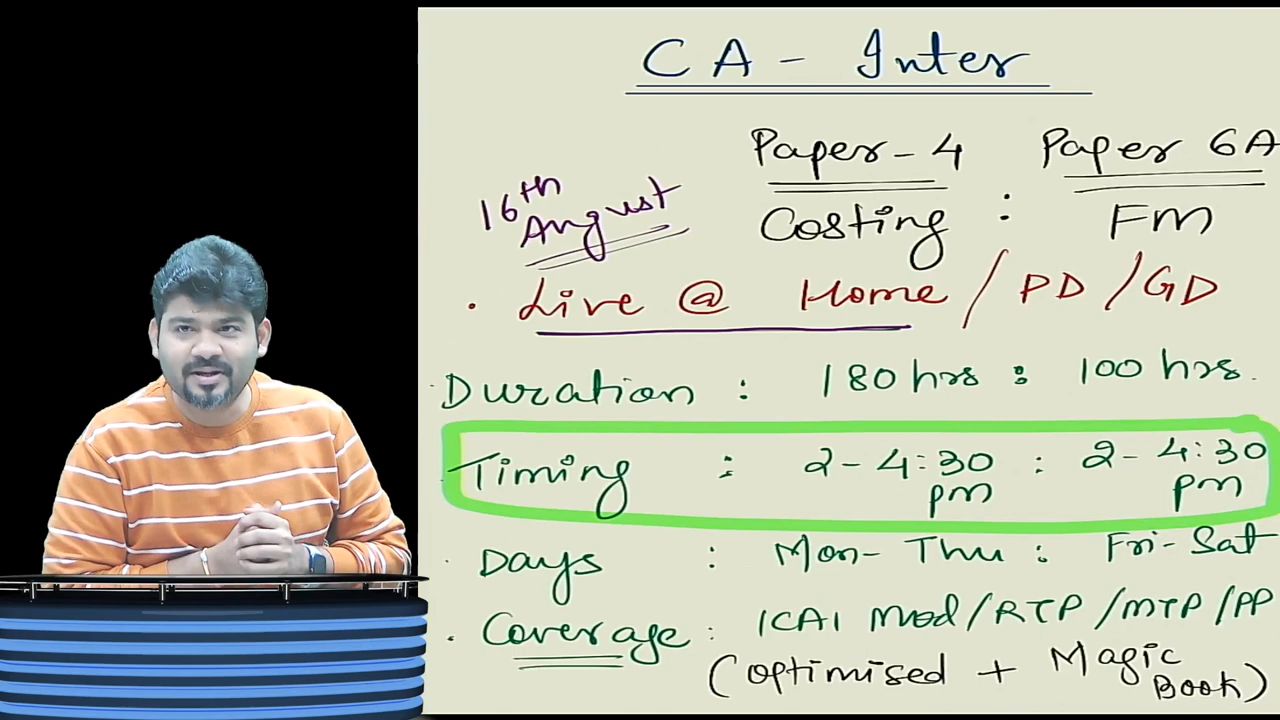 CA - Inter
Paper - 4 Paper 6A
16th August
Costing : FM
. Live @ Home / PD / GD
Duration : 180 hrs : 100 hrs.
. Timing : 2 - 4:30 pm : 2 - 4:30 pm
. Days : Mon - Thu : Fri - Sat
. Coverage : ICAI Mod / RTP / MTP / PP
(optimised + Magic Book)